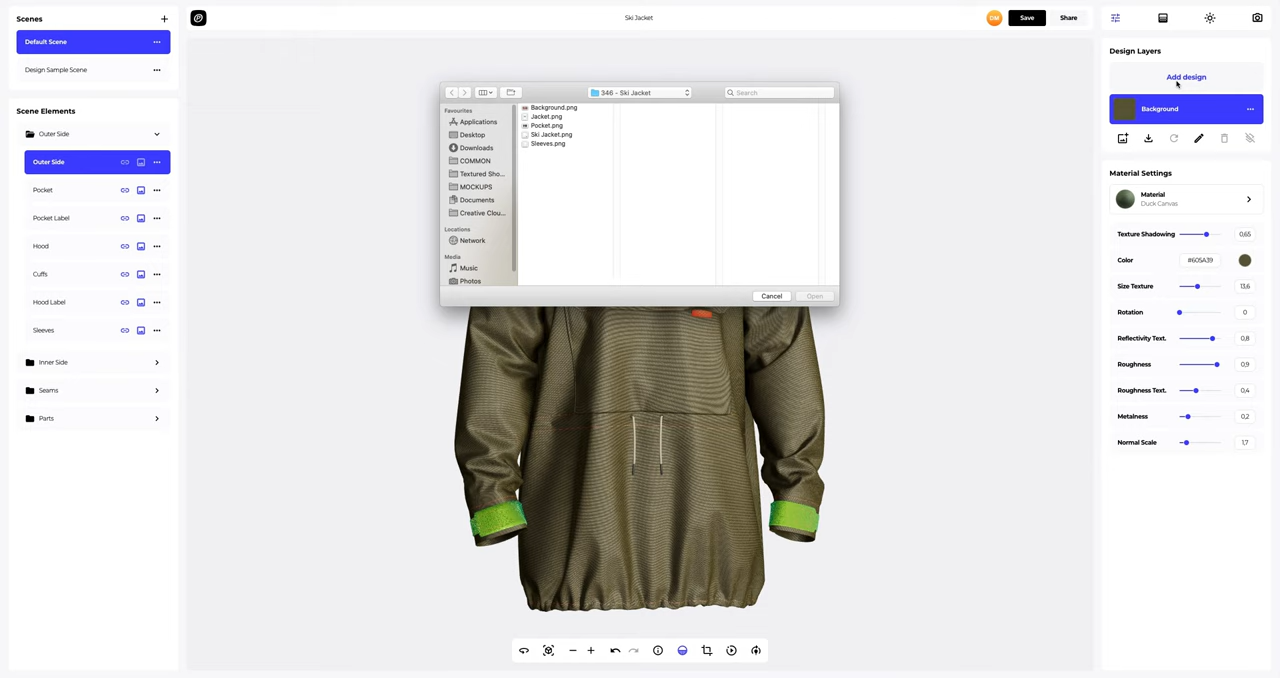 Scenes
Default Scene
Design Sample Scene
Scene Elements
Outer Side
Outer Side
Pocket
Pocket Label
Hood
Cuffs
Hood Label
Sleeves
Inner Side
Seams
Parts
Ski Jacket
DM
Save
Share
346 - Ski Jacket
Search
Favourites
Applications
Desktop
Downloads
COMMON
Textured Sho...
MOCKUPS
Documents
Creative Clou...
Locations
Network
Media
Music
Photos
Background.png
Jacket.png
Pocket.png
Ski Jacket.png
Sleeves.png
Cancel
Open
Design Layers
Add design
Background
Material Settings
Material
Duck Canvas
Texture Shadowing 0,65
Color #605A39
Size Texture 13,6
Rotation 0
Reflectivity Text. 0,8
Roughness 0,9
Roughness Text. 0,4
Metalness 0,2
Normal Scale 1,7